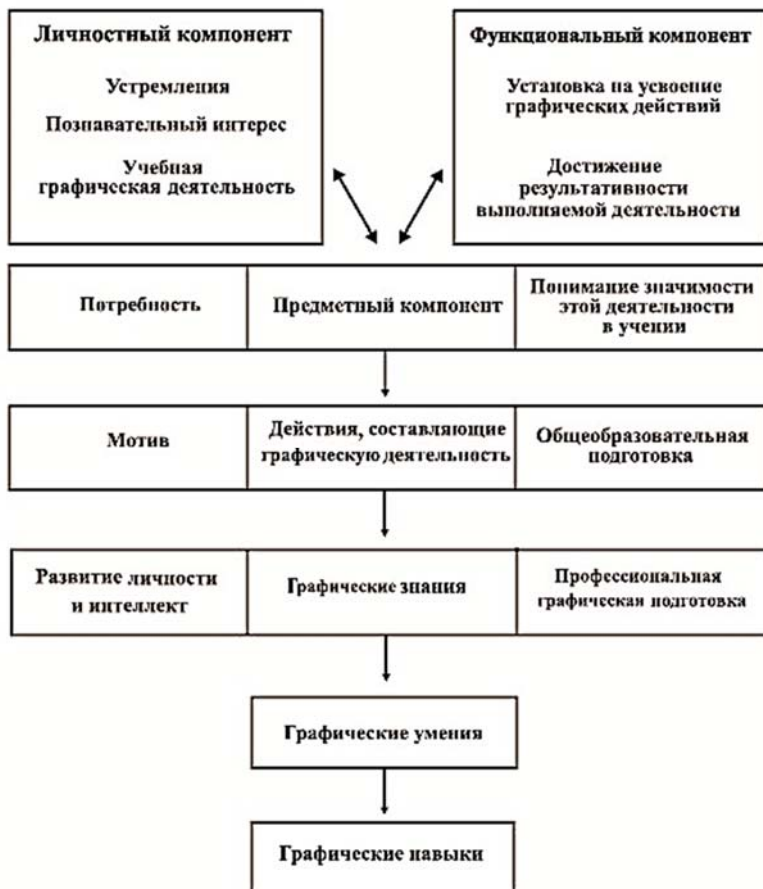 Личностный компонент
Устремления
Познавательный интерес
Учебная
графическая деятельность
Функциональный компонент
Установка на усвоение
графических действий
Достижение
результативности
выполняемой деятельности
Потребность
Предметный компонент
Понимание значимости
этой деятельности
в учении
Мотив
Действия, составляющие
графическую деятельность
Общеобразовательная
подготовка
Развитие личности
и интеллект
Графические знания
Профессиональная
графическая подготовка
Графические умения
Графические навыки